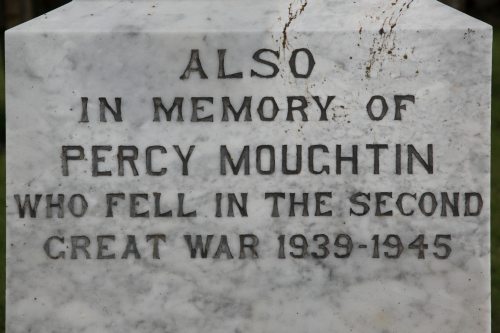 ALSO
IN MEMORY OF
PERCY MOUGHTIN
WHO FELL IN THE SECOND
GREAT WAR 1939-1945